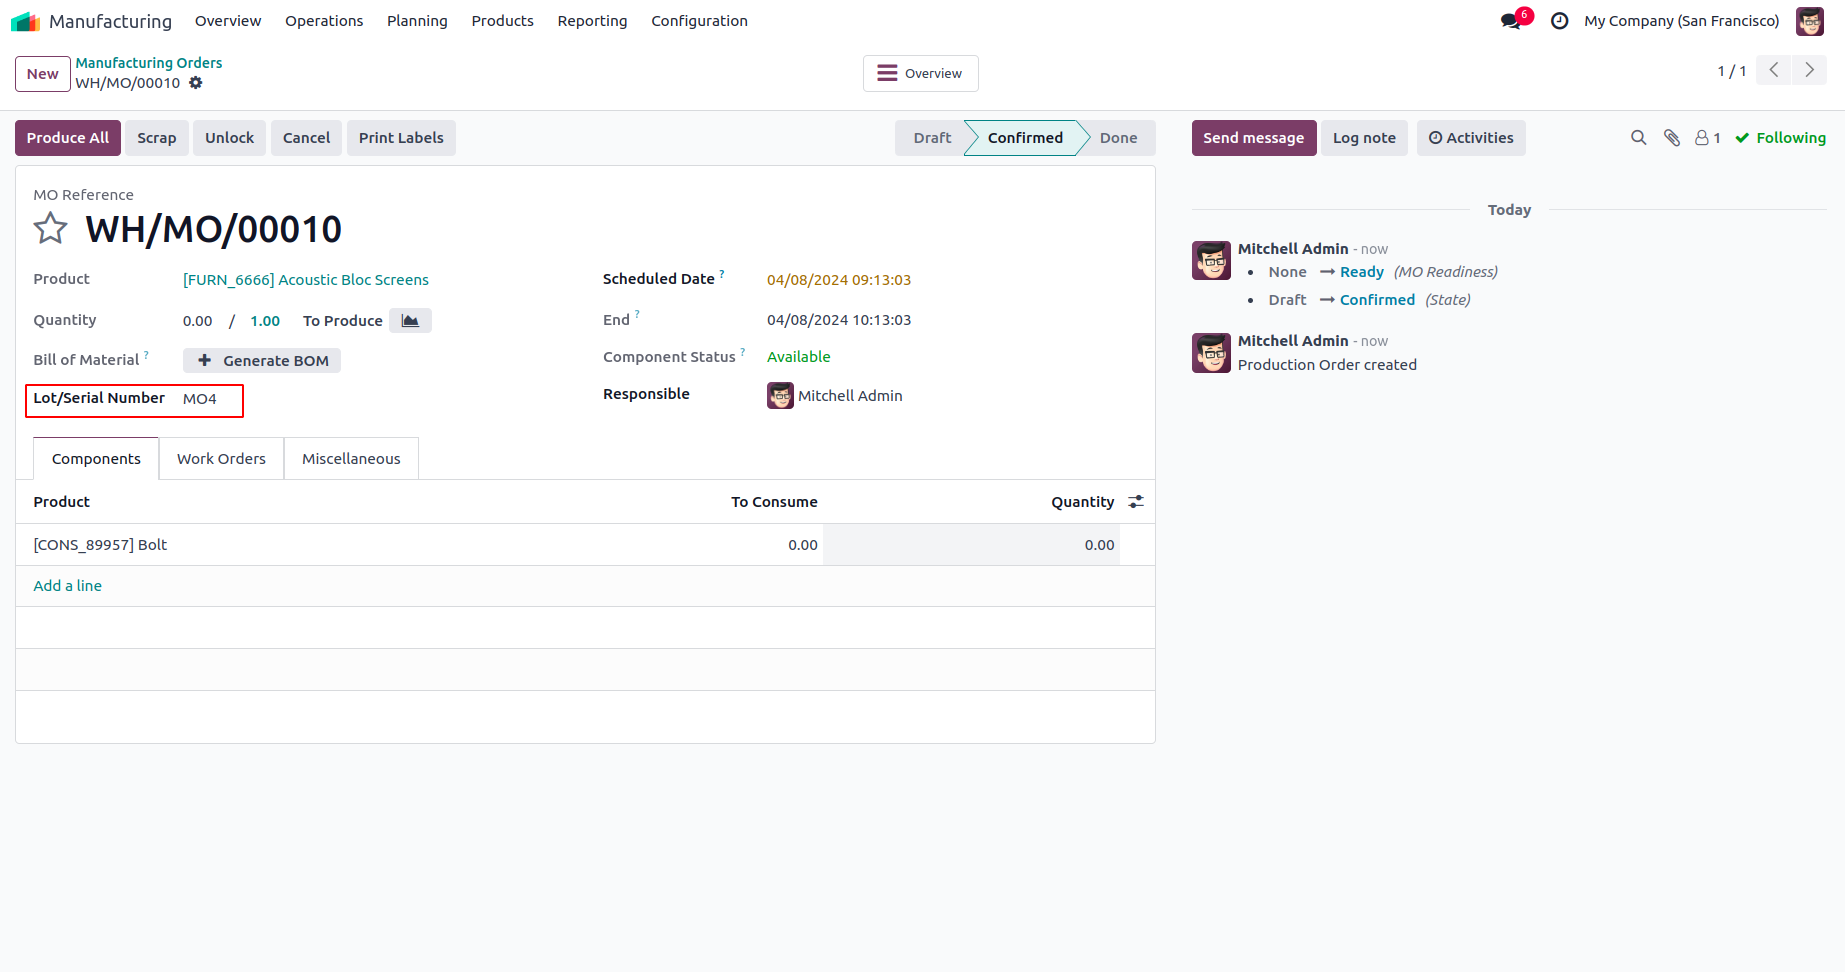 Manufacturing Overview Operations Planning Products Reporting Configuration 6 My Company (San Francisco)
New Manufacturing Orders
WH/MO/00010
Overview
1 / 1
Produce All Scrap Unlock Cancel Print Labels Draft Confirmed Done
Send message Log note Activities 1 Following
MO Reference
WH/MO/00010
Product [FURN_6666] Acoustic Bloc Screens
Quantity 0.00 / 1.00 To Produce
Bill of Material ? Generate BOM
Lot/Serial Number MO4
Scheduled Date ? 04/08/2024 09:13:03
End ? 04/08/2024 10:13:03
Component Status ? Available
Responsible Mitchell Admin
Components Work Orders Miscellaneous
Product To Consume Quantity
[CONS_89957] Bolt 0.00 0.00
Add a line
Today
Mitchell Admin - now
• None → Ready (MO Readiness)
• Draft → Confirmed (State)
Mitchell Admin - now
Production Order created